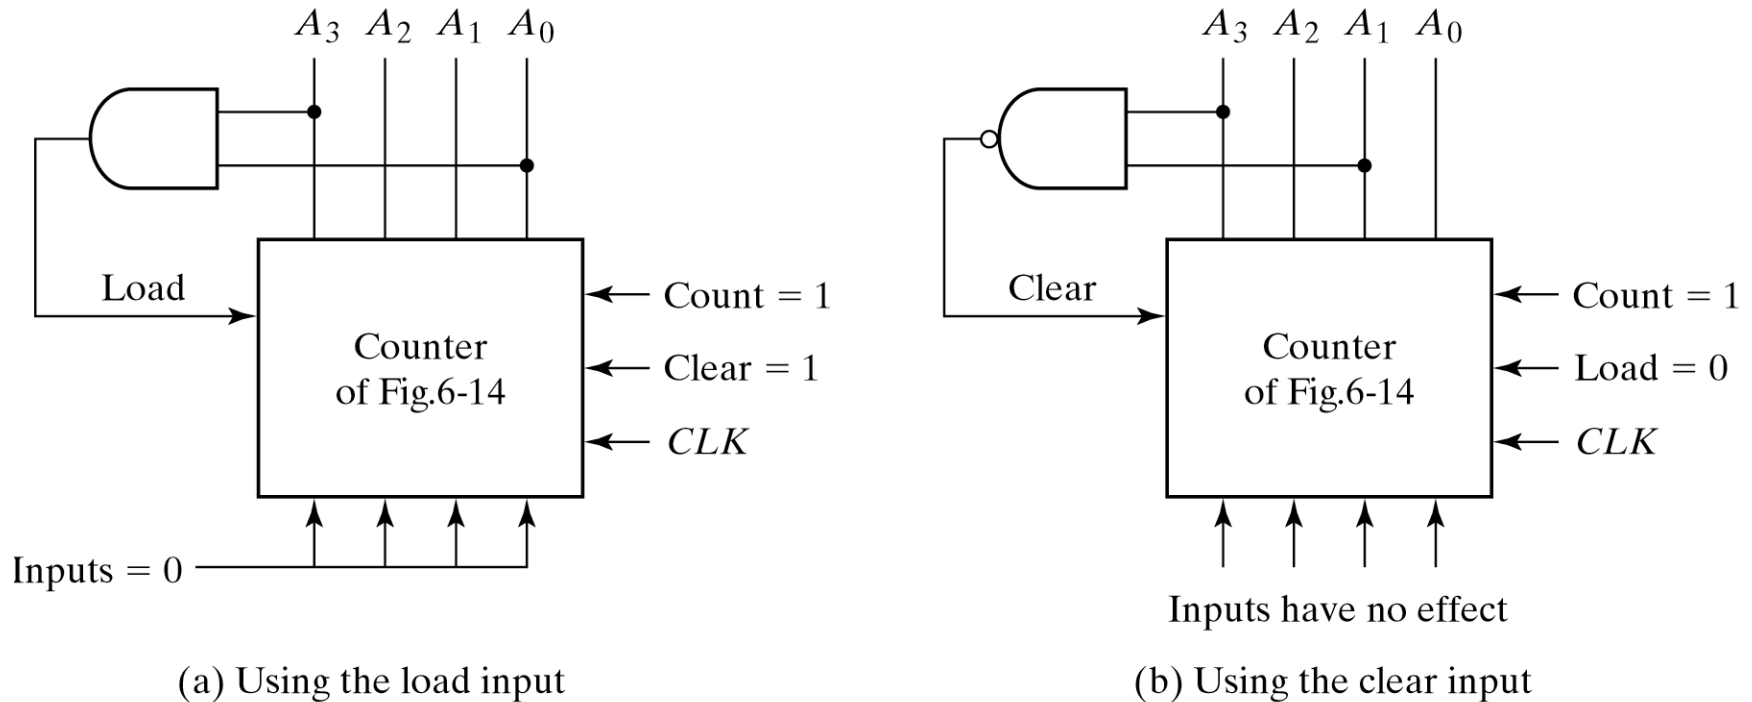 A3 A2 A1 A0
Load
Count = 1
Counter
of Fig.6-14
Clear = 1
CLK
Inputs = 0
(a) Using the load input
A3 A2 A1 A0
Clear
Count = 1
Counter
of Fig.6-14
Load = 0
CLK
Inputs have no effect
(b) Using the clear input